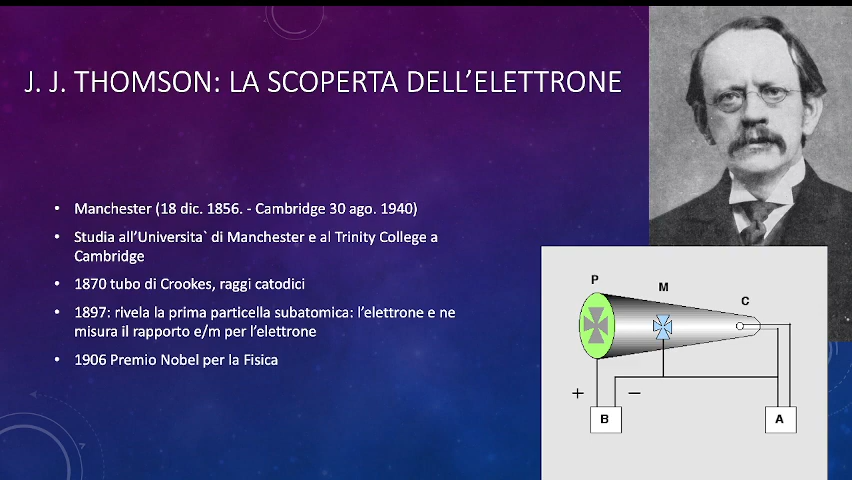 J. J. THOMSON: LA SCOPERTA DELL'ELETTRONE
• Manchester (18 dic. 1856. - Cambridge 30 ago. 1940)
• Studia all'Universita` di Manchester e al Trinity College a
Cambridge
• 1870 tubo di Crookes, raggi catodici
• 1897: rivela la prima particella subatomica: l'elettrone e ne
misura il rapporto e/m per l'elettrone
• 1906 Premio Nobel per la Fisica
P
M
C
+
−
B
A